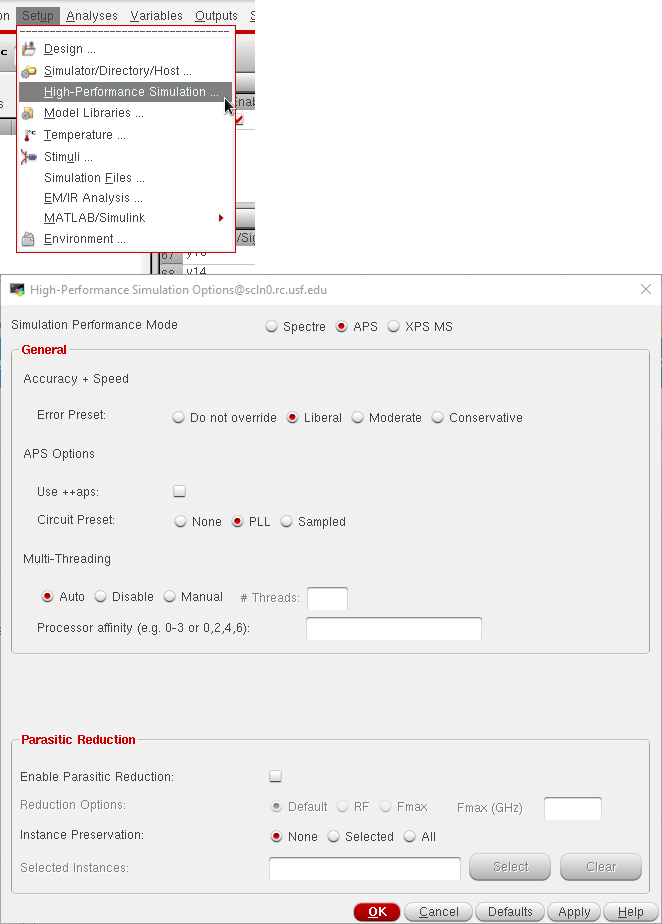 Setup Analyses Variables Outputs
Design ...
Simulator/Directory/Host ...
High-Performance Simulation ...
Model Libraries ...
Temperature ...
Stimuli ...
Simulation Files ...
EM/IR Analysis ...
MATLAB/Simulink
Environment ...
y14
High-Performance Simulation Options@scln0.rc.usf.edu
Simulation Performance Mode Spectre APS XPS MS
General
Accuracy + Speed
Error Preset: Do not override Liberal Moderate Conservative
APS Options
Use ++aps:
Circuit Preset: None PLL Sampled
Multi-Threading
Auto Disable Manual # Threads:
Processor affinity (e.g. 0-3 or 0,2,4,6):
Parasitic Reduction
Enable Parasitic Reduction:
Reduction Options: Default RF Fmax Fmax (GHz)
Instance Preservation: None Selected All
Selected Instances: Select Clear
OK Cancel Defaults Apply Help